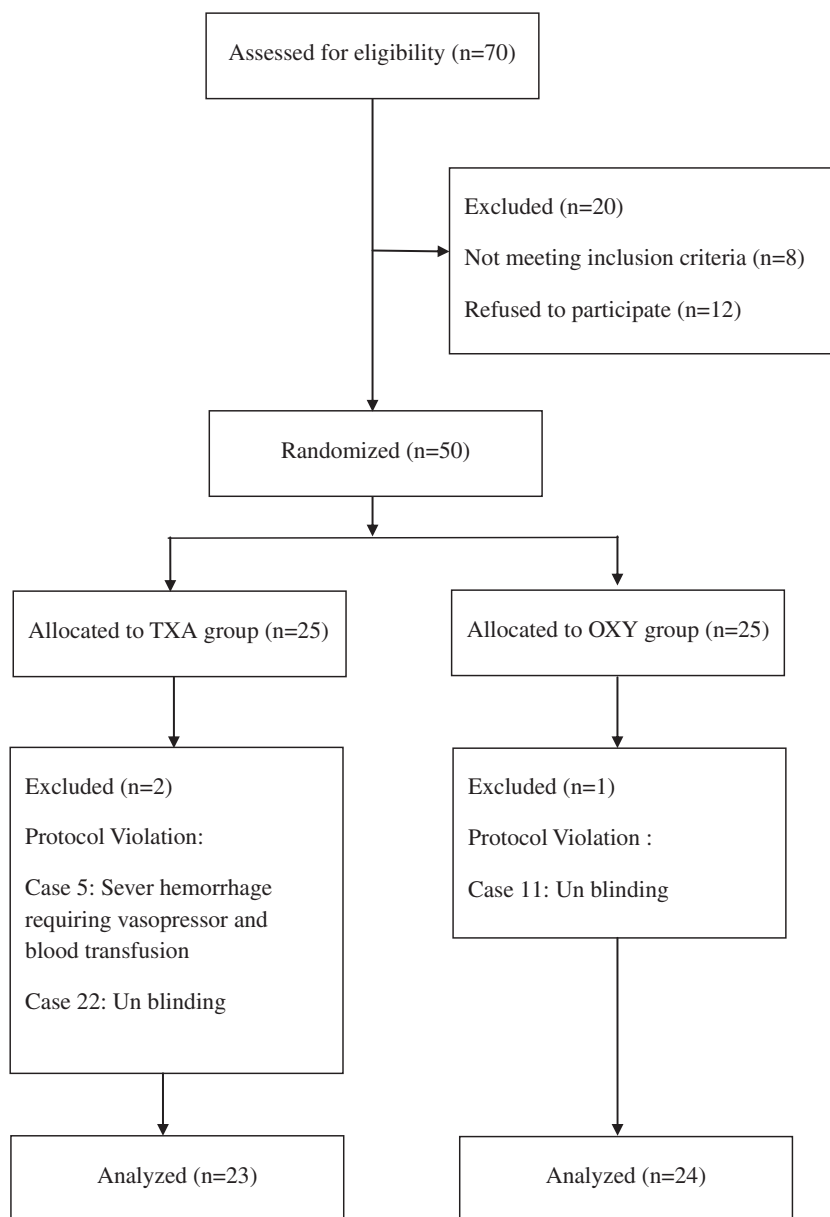 Assessed for eligibility (n=70)
Excluded (n=20)
Not meeting inclusion criteria (n=8)
Refused to participate (n=12)
Randomized (n=50)
Allocated to TXA group (n=25)
Allocated to OXY group (n=25)
Excluded (n=2)
Protocol Violation:
Case 5: Sever hemorrhage
requiring vasopressor and
blood transfusion
Case 22: Un blinding
Excluded (n=1)
Protocol Violation :
Case 11: Un blinding
Analyzed (n=23)
Analyzed (n=24)